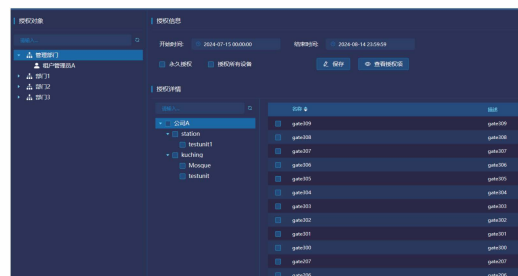 授权对象
管理部门
租户管理员A
部门1
部门2
部门3
授权信息
开始时间: 2024-07-15 00:00:00 结束时间: 2024-08-14 23:59:59
永久授权 授权所有设备 保存 查看授权项
授权详情
公司A
station
testunit1
kuching
Mosque
testunit
名称 描述
gate309 gate309
gate308 gate308
gate307 gate307
gate306 gate306
gate305 gate305
gate304 gate304
gate303 gate303
gate302 gate302
gate301 gate301
gate300 gate300
gate207 gate207
gate206 gate206